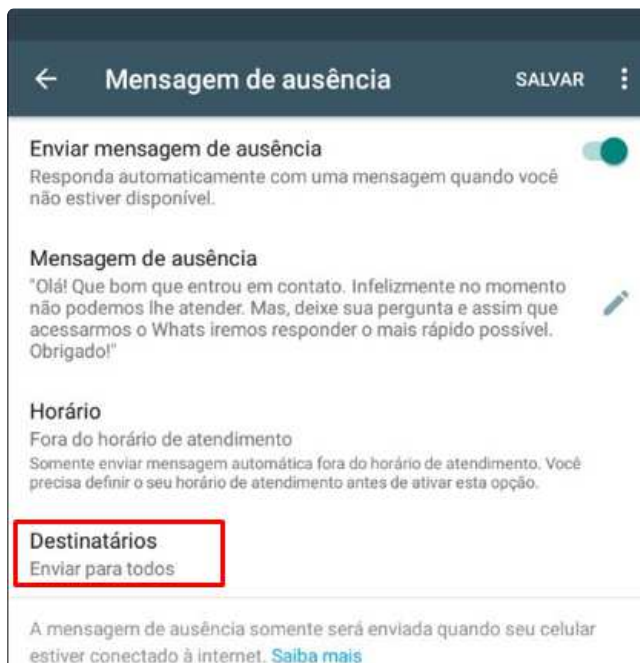 Mensagem de ausência SALVAR
Enviar mensagem de ausência
Responda automaticamente com uma mensagem quando você
não estiver disponível.
Mensagem de ausência
"Olá! Que bom que entrou em contato. Infelizmente no momento
não podemos lhe atender. Mas, deixe sua pergunta e assim que
acessarmos o Whats iremos responder o mais rápido possível.
Obrigado!"
Horário
Fora do horário de atendimento
Somente enviar mensagem automática fora do horário de atendimento. Você
precisa definir o seu horário de atendimento antes de ativar esta opção.
Destinatários
Enviar para todos
A mensagem de ausência somente será enviada quando seu celular
estiver conectado à internet. Saiba mais